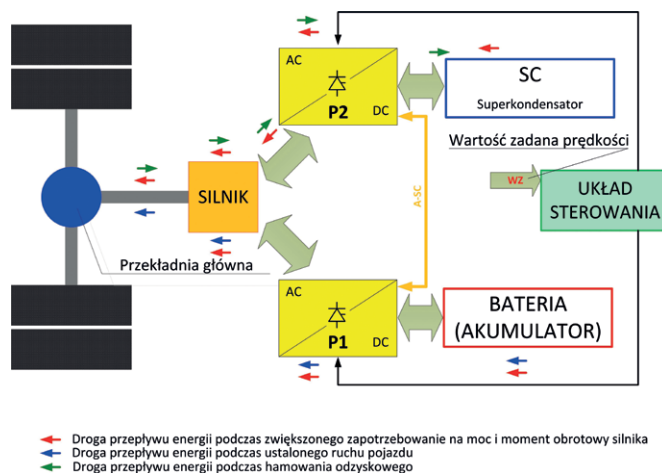 AC
P2
DC
SC
Superkondensator
Wartość zadana prędkości
WZ
UKŁAD
STEROWANIA
SILNIK
A-SC
Przekładnia główna
AC
P1
DC
BATERIA
(AKUMULATOR)
Droga przepływu energii podczas zwiększonego zapotrzebowanie na moc i moment obrotowy silnika
Droga przepływu energii podczas ustalonego ruchu pojazdu
Droga przepływu energii podczas hamowania odzyskowego